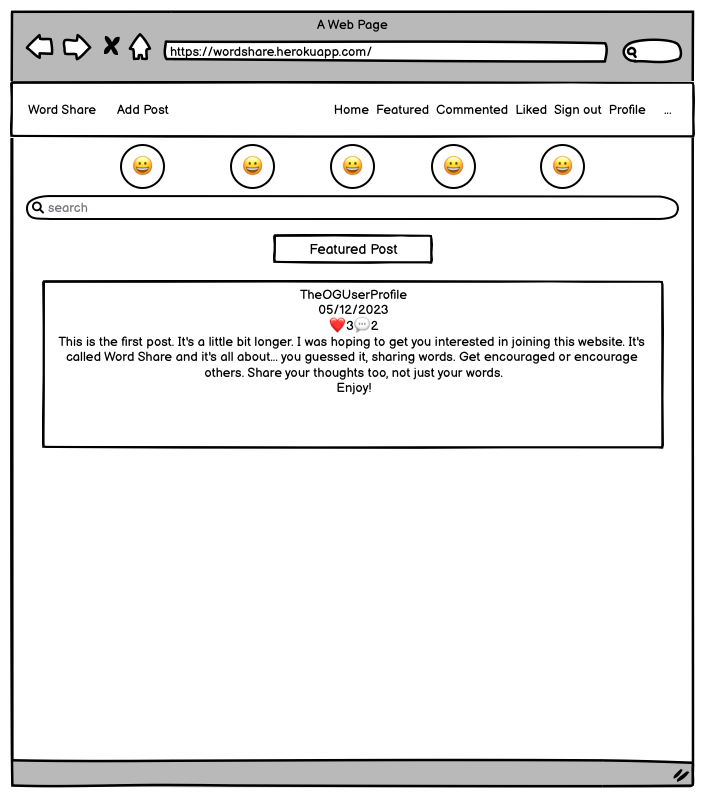 A Web Page
https://wordshare.herokuapp.com/
Word Share Add Post Home Featured Commented Liked Sign out Profile ...
search
Featured Post
TheOGUserProfile
05/12/2023
❤️3💬2
This is the first post. It's a little bit longer. I was hoping to get you interested in joining this website. It's
called Word Share and it's all about... you guessed it, sharing words. Get encouraged or encourage
others. Share your thoughts too, not just your words.
Enjoy!